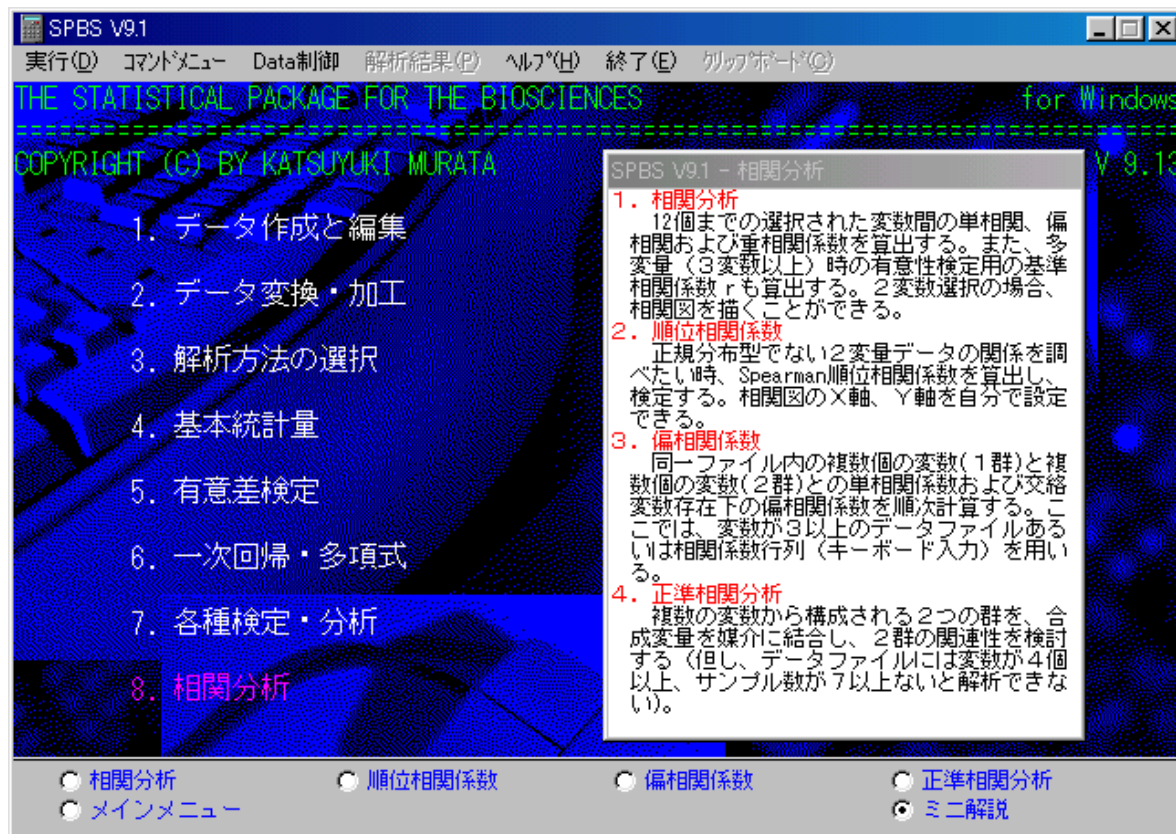 SPBS V9.1
実行(D) コマンドメニュー Data制御 解析結果(P) ヘルプ(H) 終了(E) クリップボード(C)
THE STATISTICAL PACKAGE FOR THE BIOSCIENCES for Windows
COPYRIGHT (C) BY KATSUYUKI MURATA V 9.13
1. データ作成と編集
2. データ変換・加工
3. 解析方法の選択
4. 基本統計量
5. 有意差検定
6. 一次回帰・多項式
7. 各種検定・分析
8. 相関分析
SPBS V9.1 - 相関分析
1. 相関分析
12個までの選択された変数間の単相関、偏
相関および重相関係数を算出する。また、多
変量（３変数以上）時の有意性検定用の基準
相関係数ｒも算出する。２変数選択の場合、
相関図を描くことができる。
2. 順位相関係数
正規分布型でない２変量データの関係を調
べたい時、Spearman順位相関係数を算出し、
検定する。相関図のＸ軸、Ｙ軸を自分で設定
できる。
3. 偏相関係数
同一ファイル内の複数個の変数(１群)と複
数個の変数(２群)との単相関係数および交絡
変数存在下の偏相関係数を順次計算する。こ
こでは、変数が３以上のデータファイルある
いは相関係数行列（キーボード入力）を用い
る。
4. 正準相関分析
複数の変数から構成される２つの群を、合
成変量を媒介に結合し、２群の関連性を検討
する（但し、データファイルには変数が４個
以上、サンプル数が７以上ないと解析できな
い)。
相関分析 順位相関係数 偏相関係数 正準相関分析
メインメニュー ミニ解説